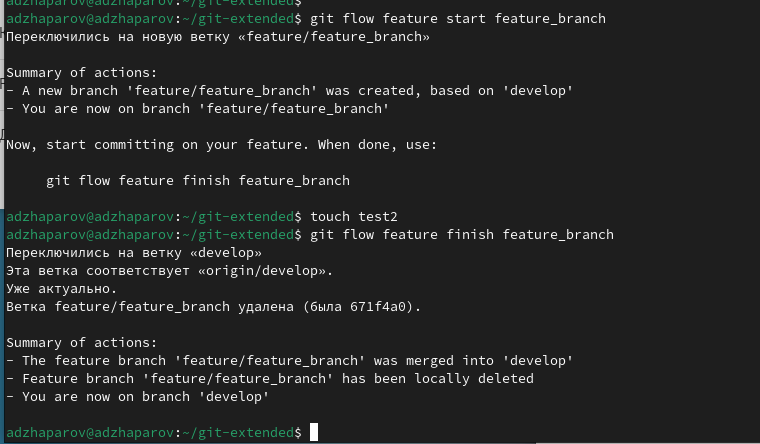 adzhaparov@adzhaparov:~/git-extended$
adzhaparov@adzhaparov:~/git-extended$ git flow feature start feature_branch
Переключились на новую ветку «feature/feature_branch»
Summary of actions:
- A new branch 'feature/feature_branch' was created, based on 'develop'
- You are now on branch 'feature/feature_branch'
Now, start committing on your feature. When done, use:
git flow feature finish feature_branch
adzhaparov@adzhaparov:~/git-extended$ touch test2
adzhaparov@adzhaparov:~/git-extended$ git flow feature finish feature_branch
Переключились на ветку «develop»
Эта ветка соответствует «origin/develop».
Уже актуально.
Ветка feature/feature_branch удалена (была 671f4a0).
Summary of actions:
- The feature branch 'feature/feature_branch' was merged into 'develop'
- Feature branch 'feature/feature_branch' has been locally deleted
- You are now on branch 'develop'
adzhaparov@adzhaparov:~/git-extended$